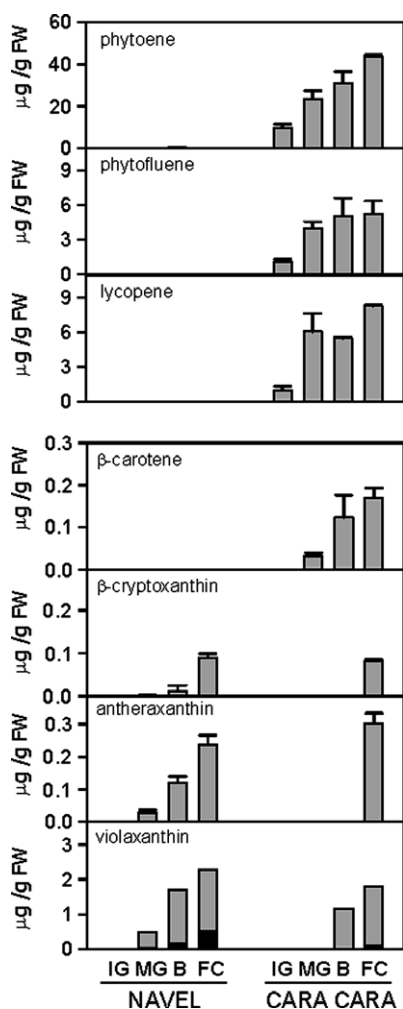 phytoene
μg /g FW
60
40
20
0
phytofluene
μg /g FW
9
6
3
0
lycopene
μg /g FW
9
6
3
0
β-carotene
μg /g FW
0.3
0.2
0.1
0.0
β-cryptoxanthin
μg /g FW
0.2
0.1
0.0
antheraxanthin
μg /g FW
0.3
0.2
0.1
0.0
violaxanthin
μg /g FW
3
2
1
0
IG MG B FC IG MG B FC
NAVEL CARA CARA